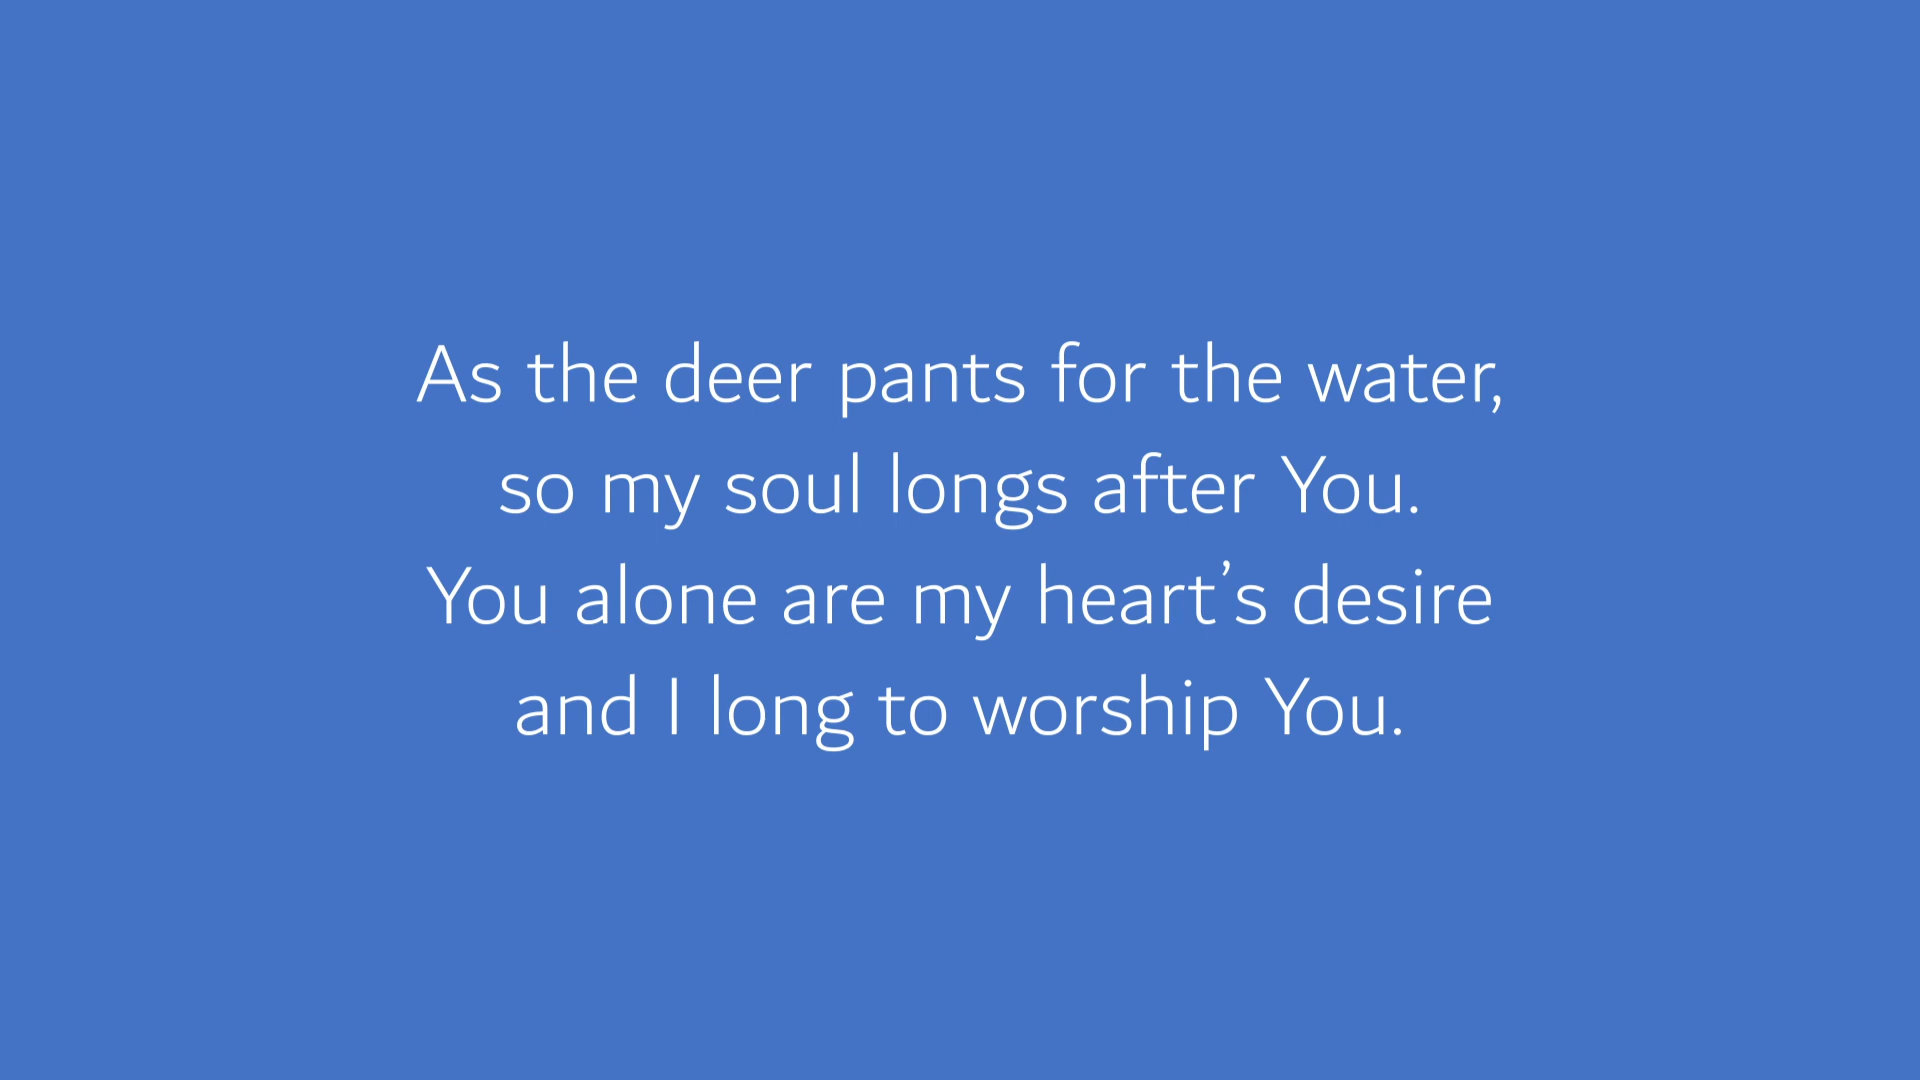 As the deer pants for the water,
so my soul longs after You.
You alone are my heart’s desire
and I long to worship You.